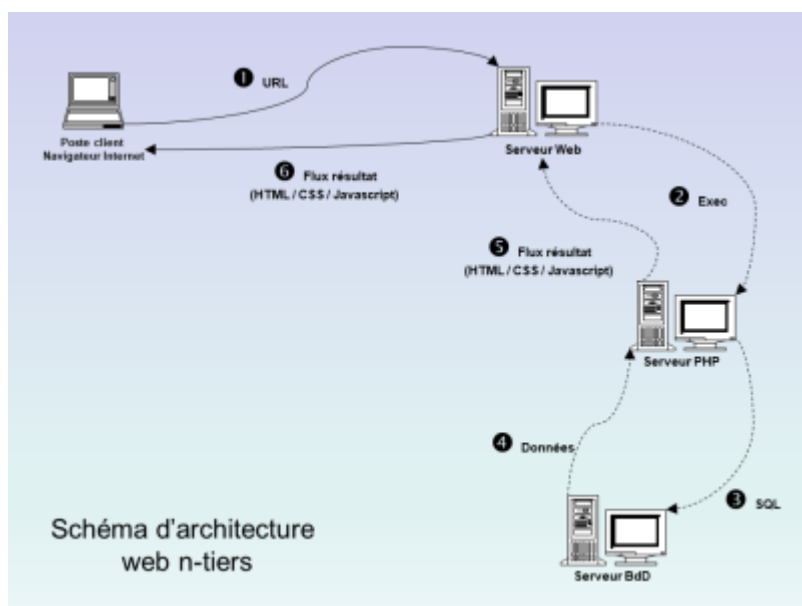 ❶ URL
Poste client
Navigateur Internet
Serveur Web
❻ Flux résultat
(HTML / CSS / Javascript)
❷ Exec
❺ Flux résultat
(HTML / CSS / Javascript)
Serveur PHP
❹ Données
❸ SQL
Schéma d'architecture
web n-tiers
Serveur BdD